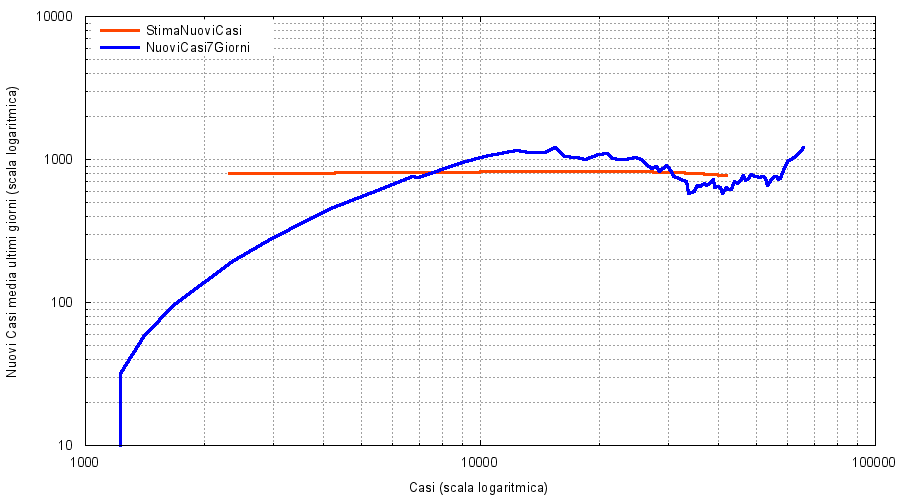 10000
StimaNuoviCasi
NuoviCasi7Giorni
1000
100
10
Nuovi Casi media ultimi giorni (scala logaritmica)
1000
10000
100000
Casi (scala logaritmica)